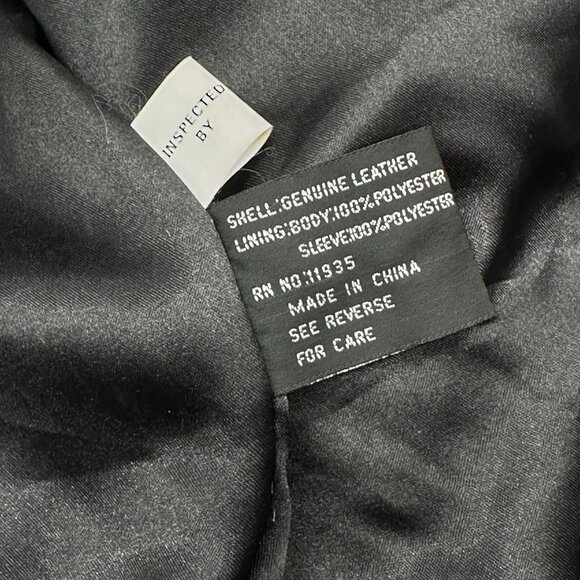 INSPECTED
BY
SHELL:GENUINE LEATHER
LINING:BODY:100%POLYESTER
SLEEVE:100%POLYESTER
RN NO:11935
MADE IN CHINA
SEE REVERSE
FOR CARE